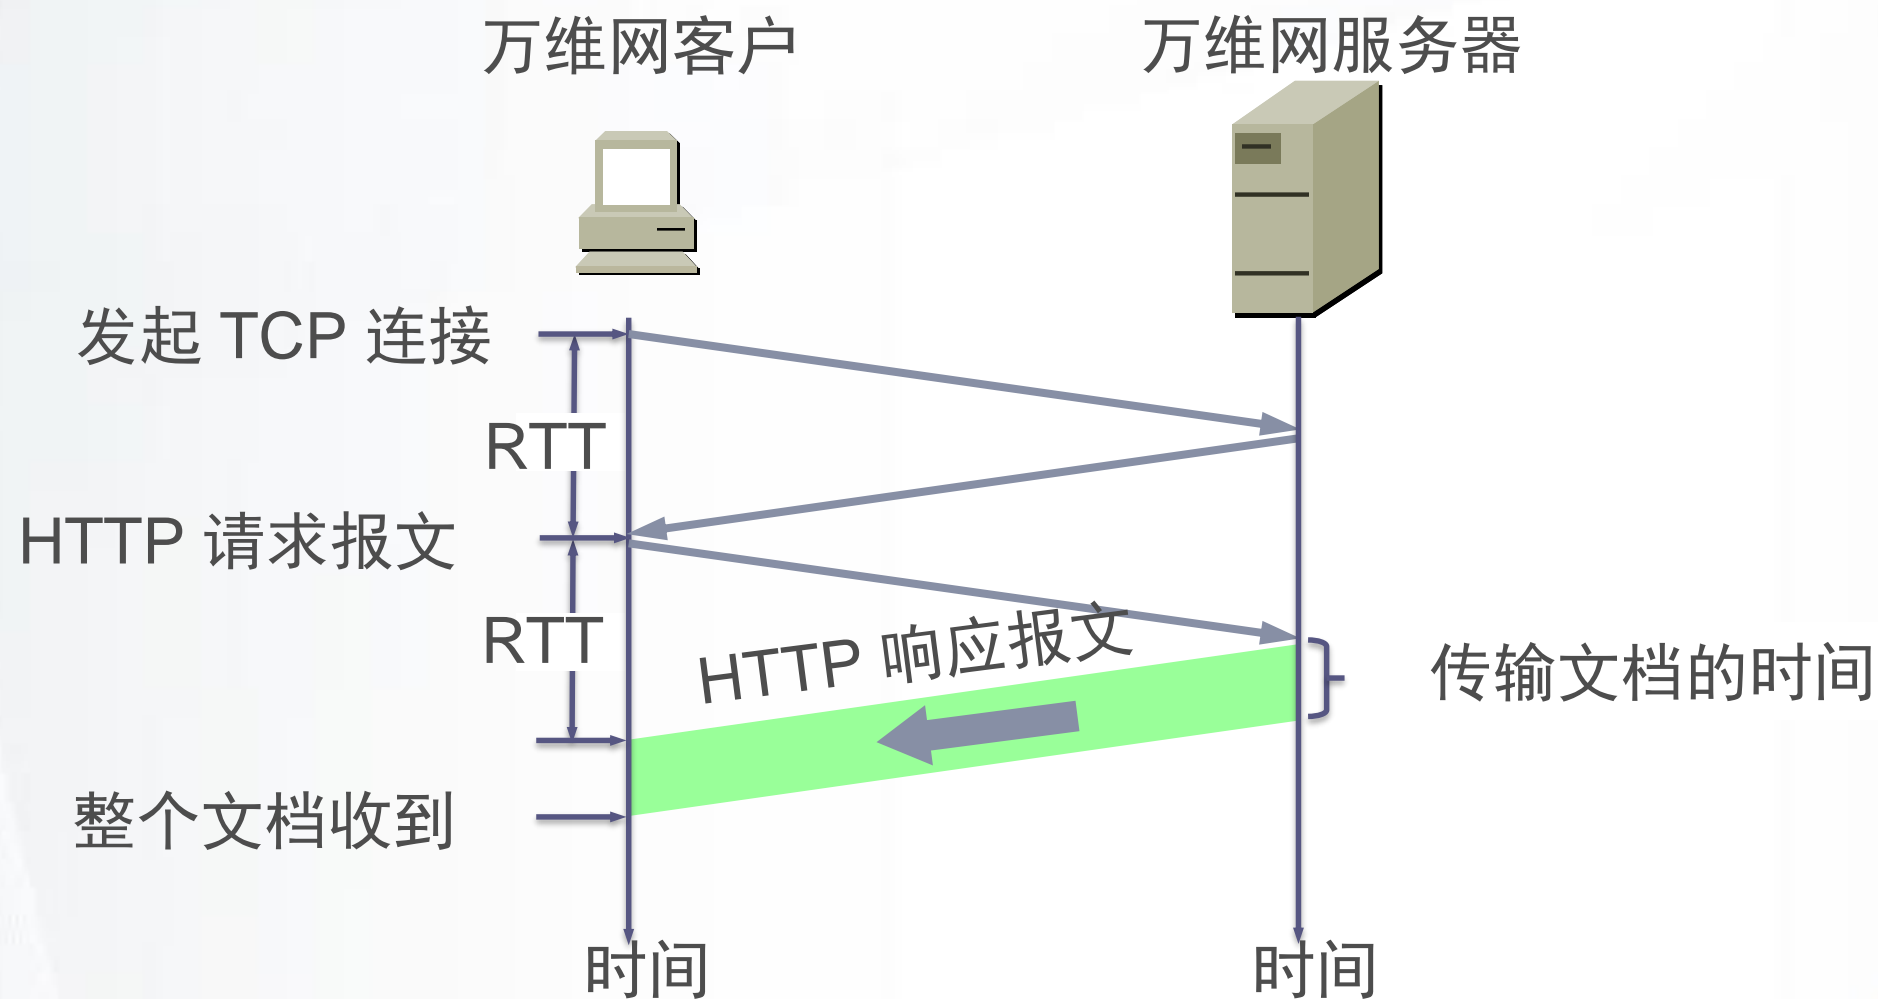 万维网客户
万维网服务器
发起 TCP 连接
RTT
HTTP 请求报文
RTT
HTTP 响应报文
传输文档的时间
整个文档收到
时间
时间